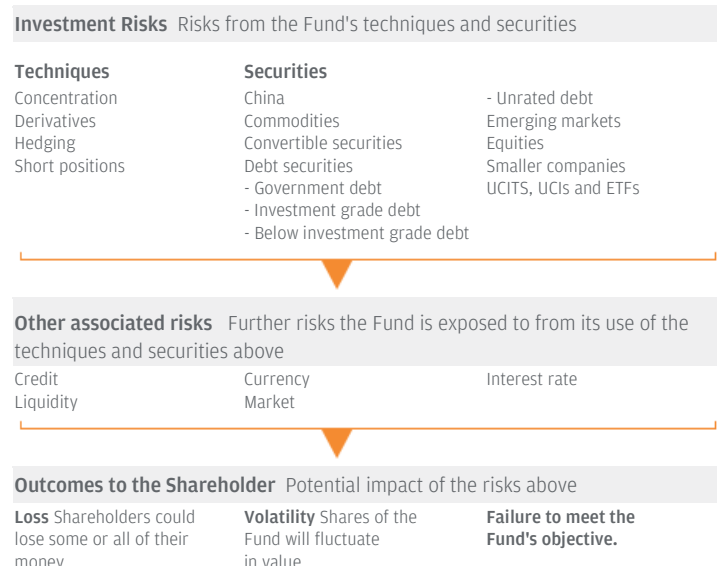 Investment Risks Risks from the Fund's techniques and securities
Techniques
Concentration
Derivatives
Hedging
Short positions
Securities
China
Commodities
Convertible securities
Debt securities
- Government debt
- Investment grade debt
- Below investment grade debt
- Unrated debt
Emerging markets
Equities
Smaller companies
UCITS, UCIs and ETFs
Other associated risks Further risks the Fund is exposed to from its use of the
techniques and securities above
Credit
Liquidity
Currency
Market
Interest rate
Outcomes to the Shareholder Potential impact of the risks above
Loss Shareholders could
lose some or all of their
money
Volatility Shares of the
Fund will fluctuate
in value
Failure to meet the
Fund's objective.